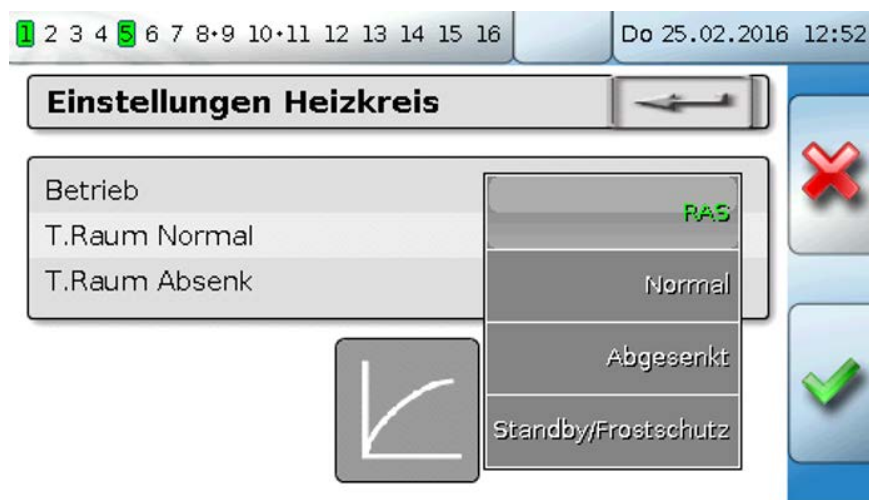 1 2 3 4 5 6 7 8·9 10·11 12 13 14 15 16 Do 25.02.2016 12:52
Einstellungen Heizkreis
Betrieb
RAS
T.Raum Normal
T.Raum Absenk
Normal
Abgesenkt
Standby/Frostschutz